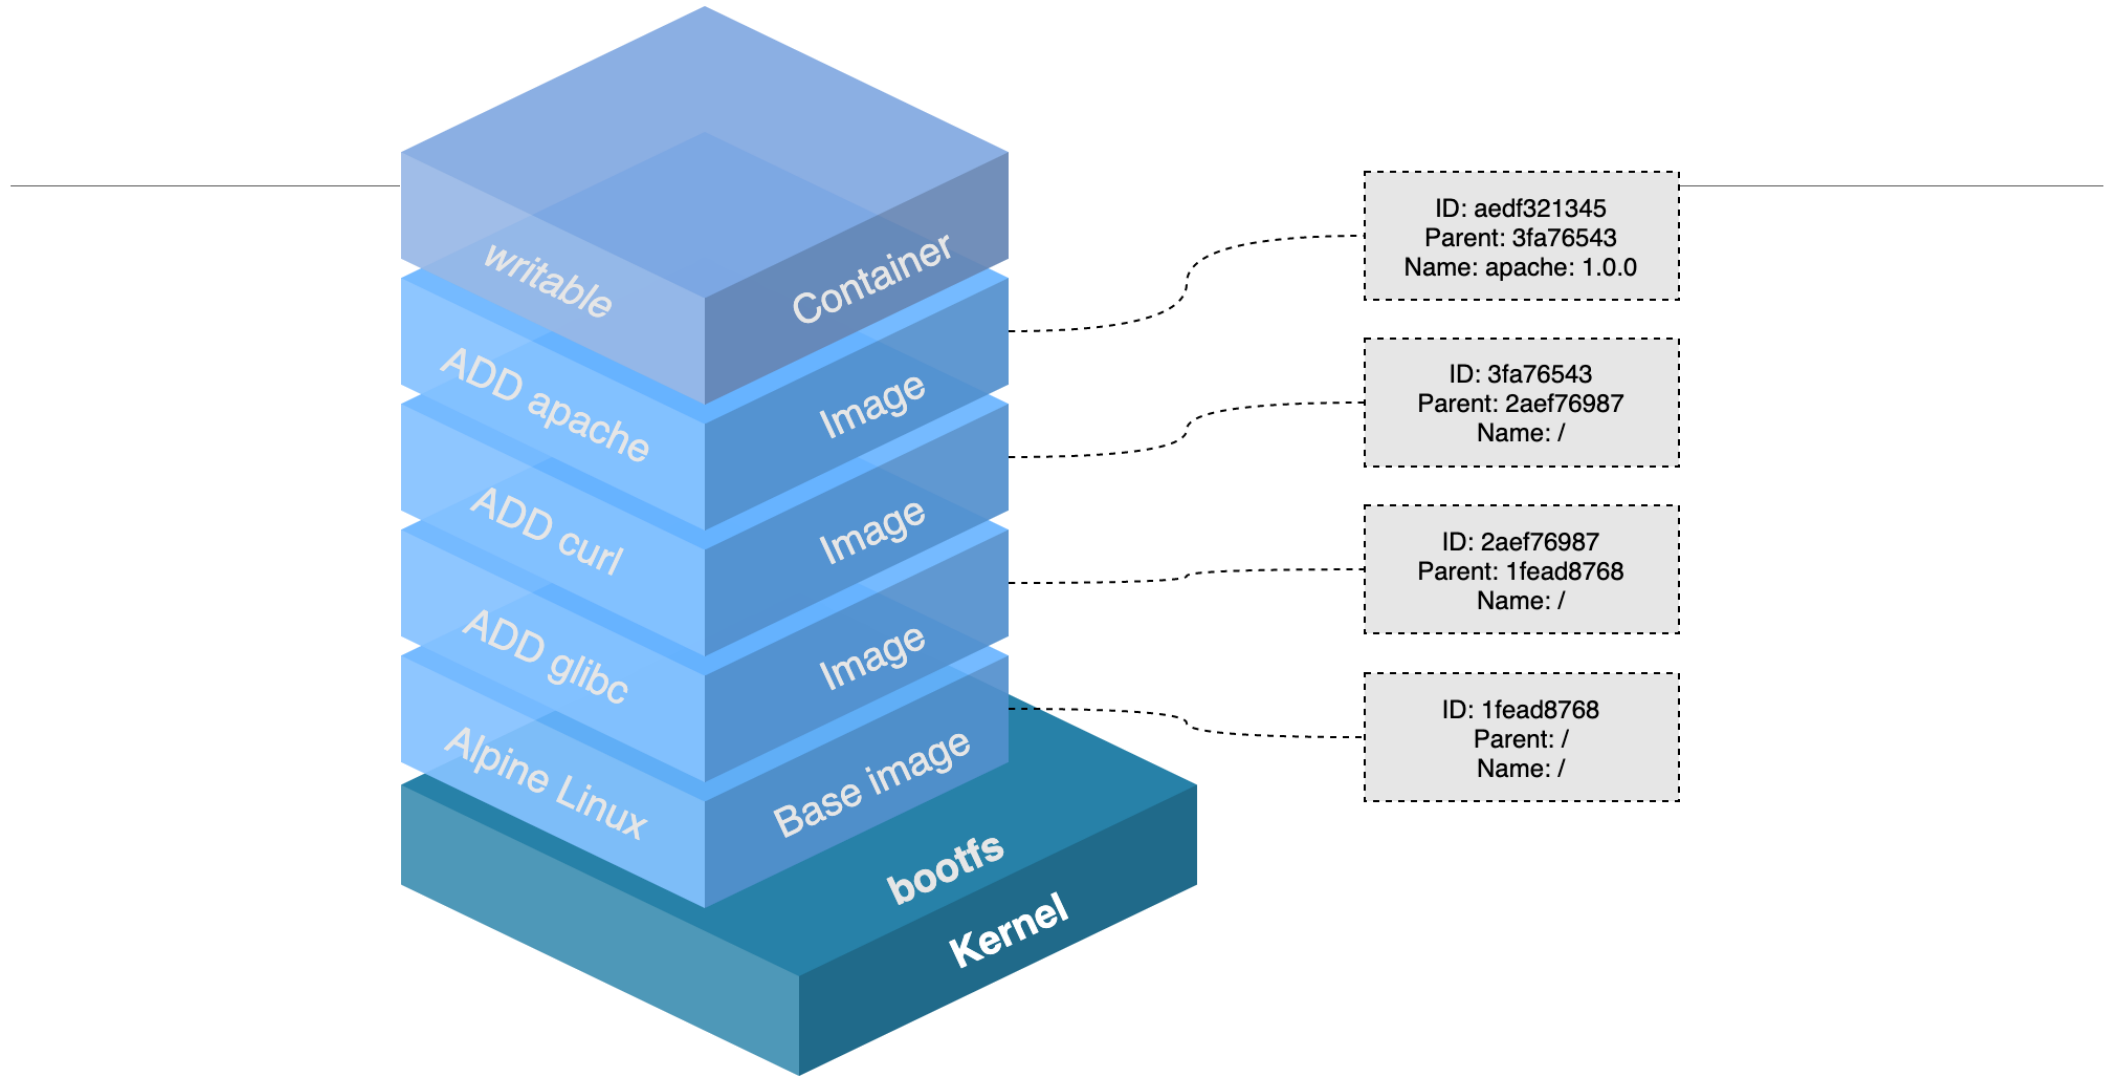 writable
Container
ADD apache
Image
ADD curl
Image
ADD glibc
Image
Alpine Linux
Base image
bootfs
Kernel
ID: aedf321345
Parent: 3fa76543
Name: apache: 1.0.0
ID: 3fa76543
Parent: 2aef76987
Name: /
ID: 2aef76987
Parent: 1fead8768
Name: /
ID: 1fead8768
Parent: /
Name: /